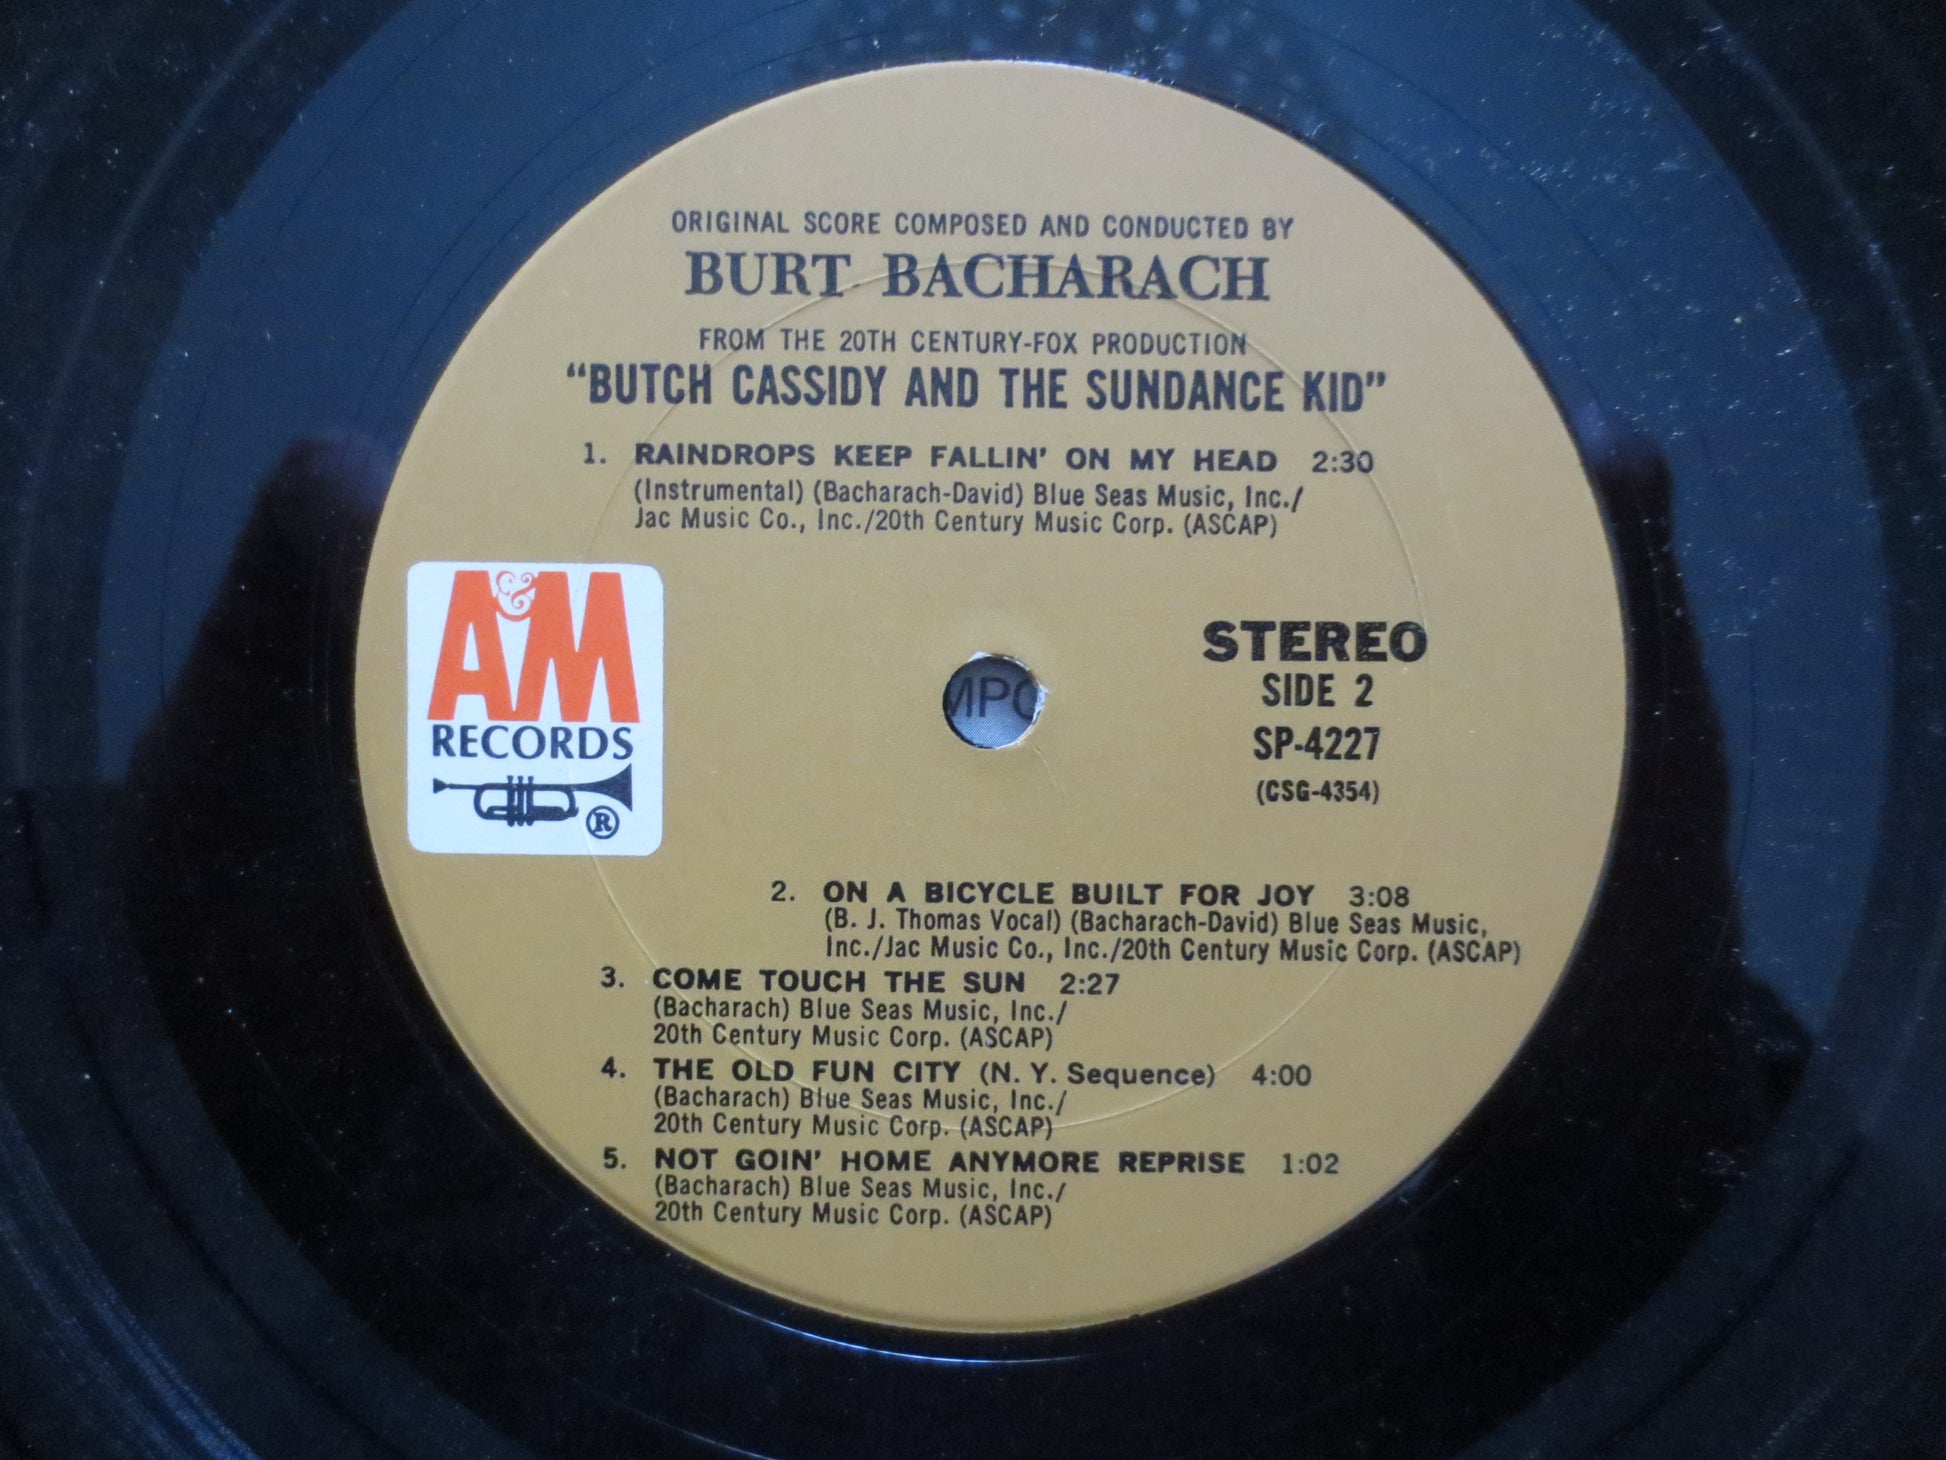 ORIGINAL SCORE COMPOSED AND CONDUCTED BY
BURT BACHARACH
FROM THE 20TH CENTURY-FOX PRODUCTION
“BUTCH CASSIDY AND THE SUNDANCE KID”
1. RAINDROPS KEEP FALLIN’ ON MY HEAD 2:30
(Instrumental) (Bacharach-David) Blue Seas Music, Inc./
Jac Music Co., Inc./20th Century Music Corp. (ASCAP)
A&M
RECORDS
®
STEREO
SIDE 2
SP-4227
(CSG-4354)
2. ON A BICYCLE BUILT FOR JOY 3:08
(B. J. Thomas Vocal) (Bacharach-David) Blue Seas Music,
Inc./Jac Music Co., Inc./20th Century Music Corp. (ASCAP)
3. COME TOUCH THE SUN 2:27
(Bacharach) Blue Seas Music, Inc./
20th Century Music Corp. (ASCAP)
4. THE OLD FUN CITY (N. Y. Sequence) 4:00
(Bacharach) Blue Seas Music, Inc./
20th Century Music Corp. (ASCAP)
5. NOT GOIN’ HOME ANYMORE REPRISE 1:02
(Bacharach) Blue Seas Music, Inc./
20th Century Music Corp. (ASCAP)